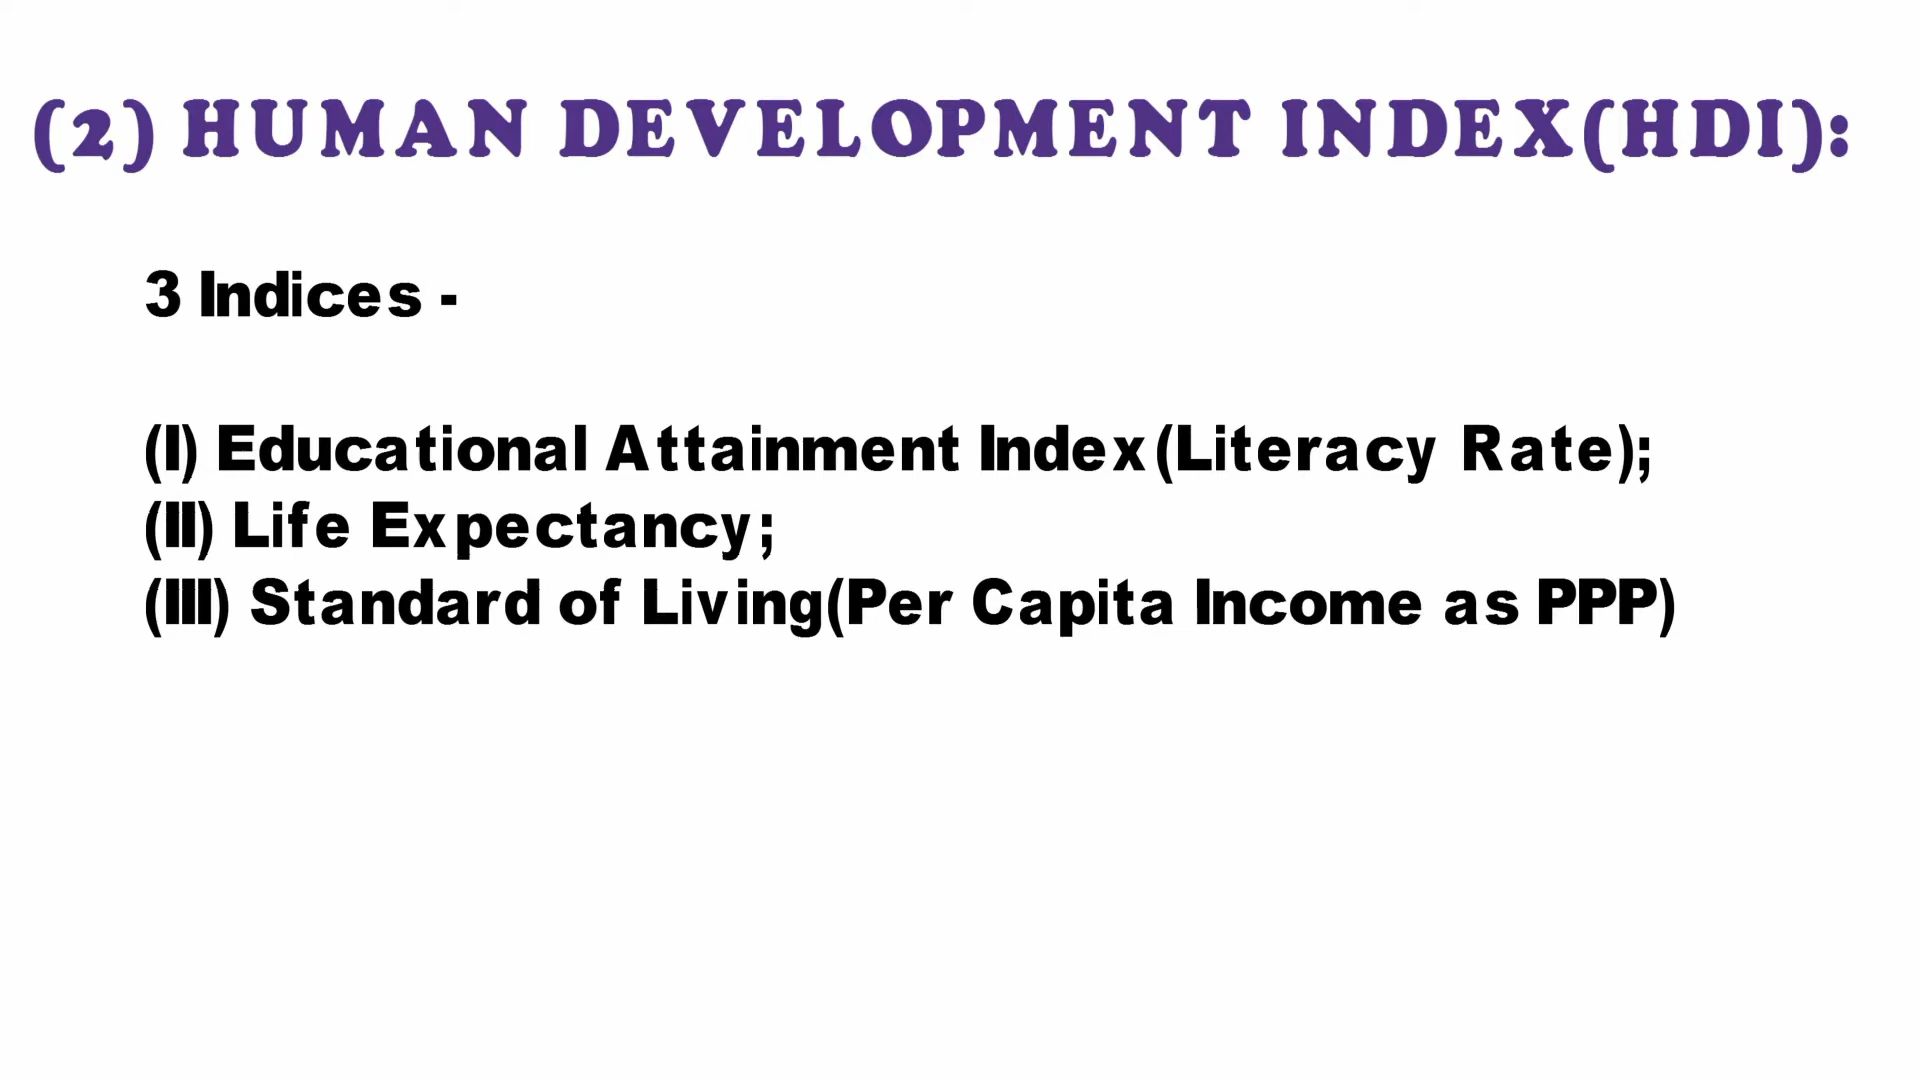 (2) HUMAN DEVELOPMENT INDEX(HDI):
3 Indices -
(I) Educational Attainment Index(Literacy Rate);
(II) Life Expectancy;
(III) Standard of Living(Per Capita Income as PPP)